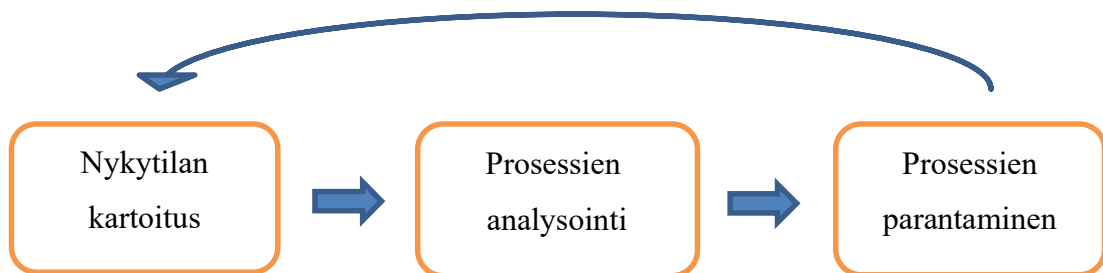 Nykytilan
kartoitus
Prosessien
analysointi
Prosessien
parantaminen